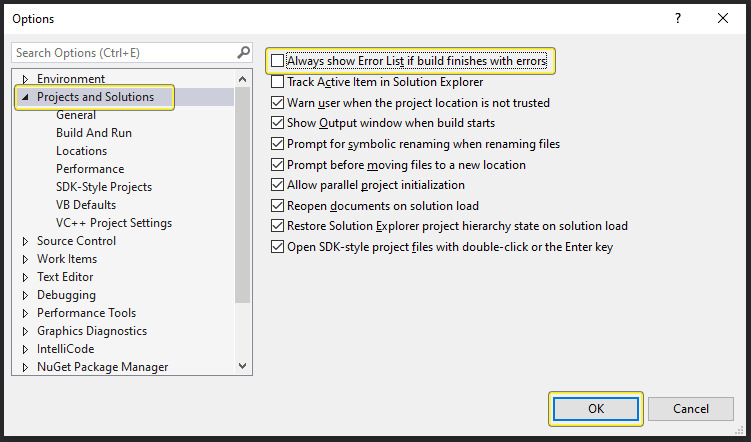 Options
?
Search Options (Ctrl+E)
Environment
Projects and Solutions
General
Build And Run
Locations
Performance
SDK-Style Projects
VB Defaults
VC++ Project Settings
Source Control
Work Items
Text Editor
Debugging
Performance Tools
Graphics Diagnostics
IntelliCode
NuGet Package Manager
Always show Error List if build finishes with errors
Track Active Item in Solution Explorer
Warn user when the project location is not trusted
Show Output window when build starts
Prompt for symbolic renaming when renaming files
Prompt before moving files to a new location
Allow parallel project initialization
Reopen documents on solution load
Restore Solution Explorer project hierarchy state on solution load
Open SDK-style project files with double-click or the Enter key
OK
Cancel